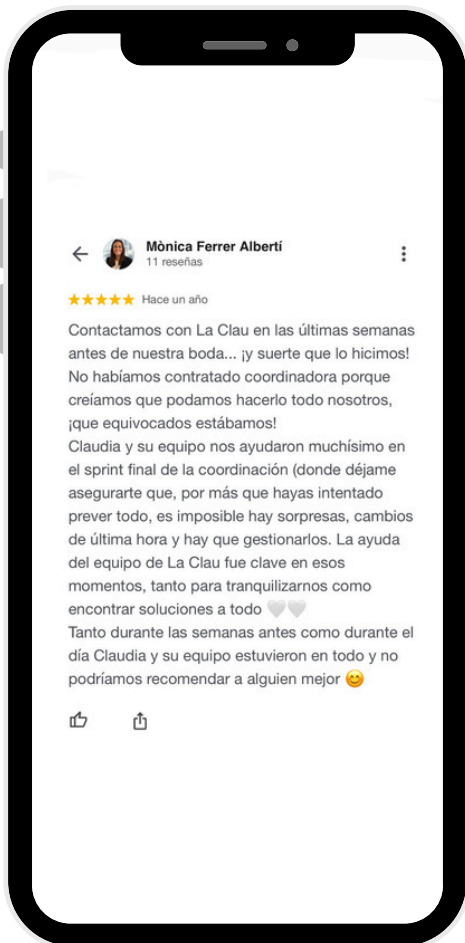 Mònica Ferrer Albertí
11 reseñas
Hace un año
Contactamos con La Clau en las últimas semanas
antes de nuestra boda... ¡y suerte que lo hicimos!
No habíamos contratado coordinadora porque
creíamos que podamos hacerlo todo nosotros,
¡que equivocados estábamos!
Claudia y su equipo nos ayudaron muchísimo en
el sprint final de la coordinación (donde déjame
asegurarte que, por más que hayas intentado
prever todo, es imposible hay sorpresas, cambios
de última hora y hay que gestionarlos. La ayuda
del equipo de La Clau fue clave en esos
momentos, tanto para tranquilizarnos como
encontrar soluciones a todo 🤍🤍
Tanto durante las semanas antes como durante el
día Claudia y su equipo estuvieron en todo y no
podríamos recomendar a alguien mejor 😊